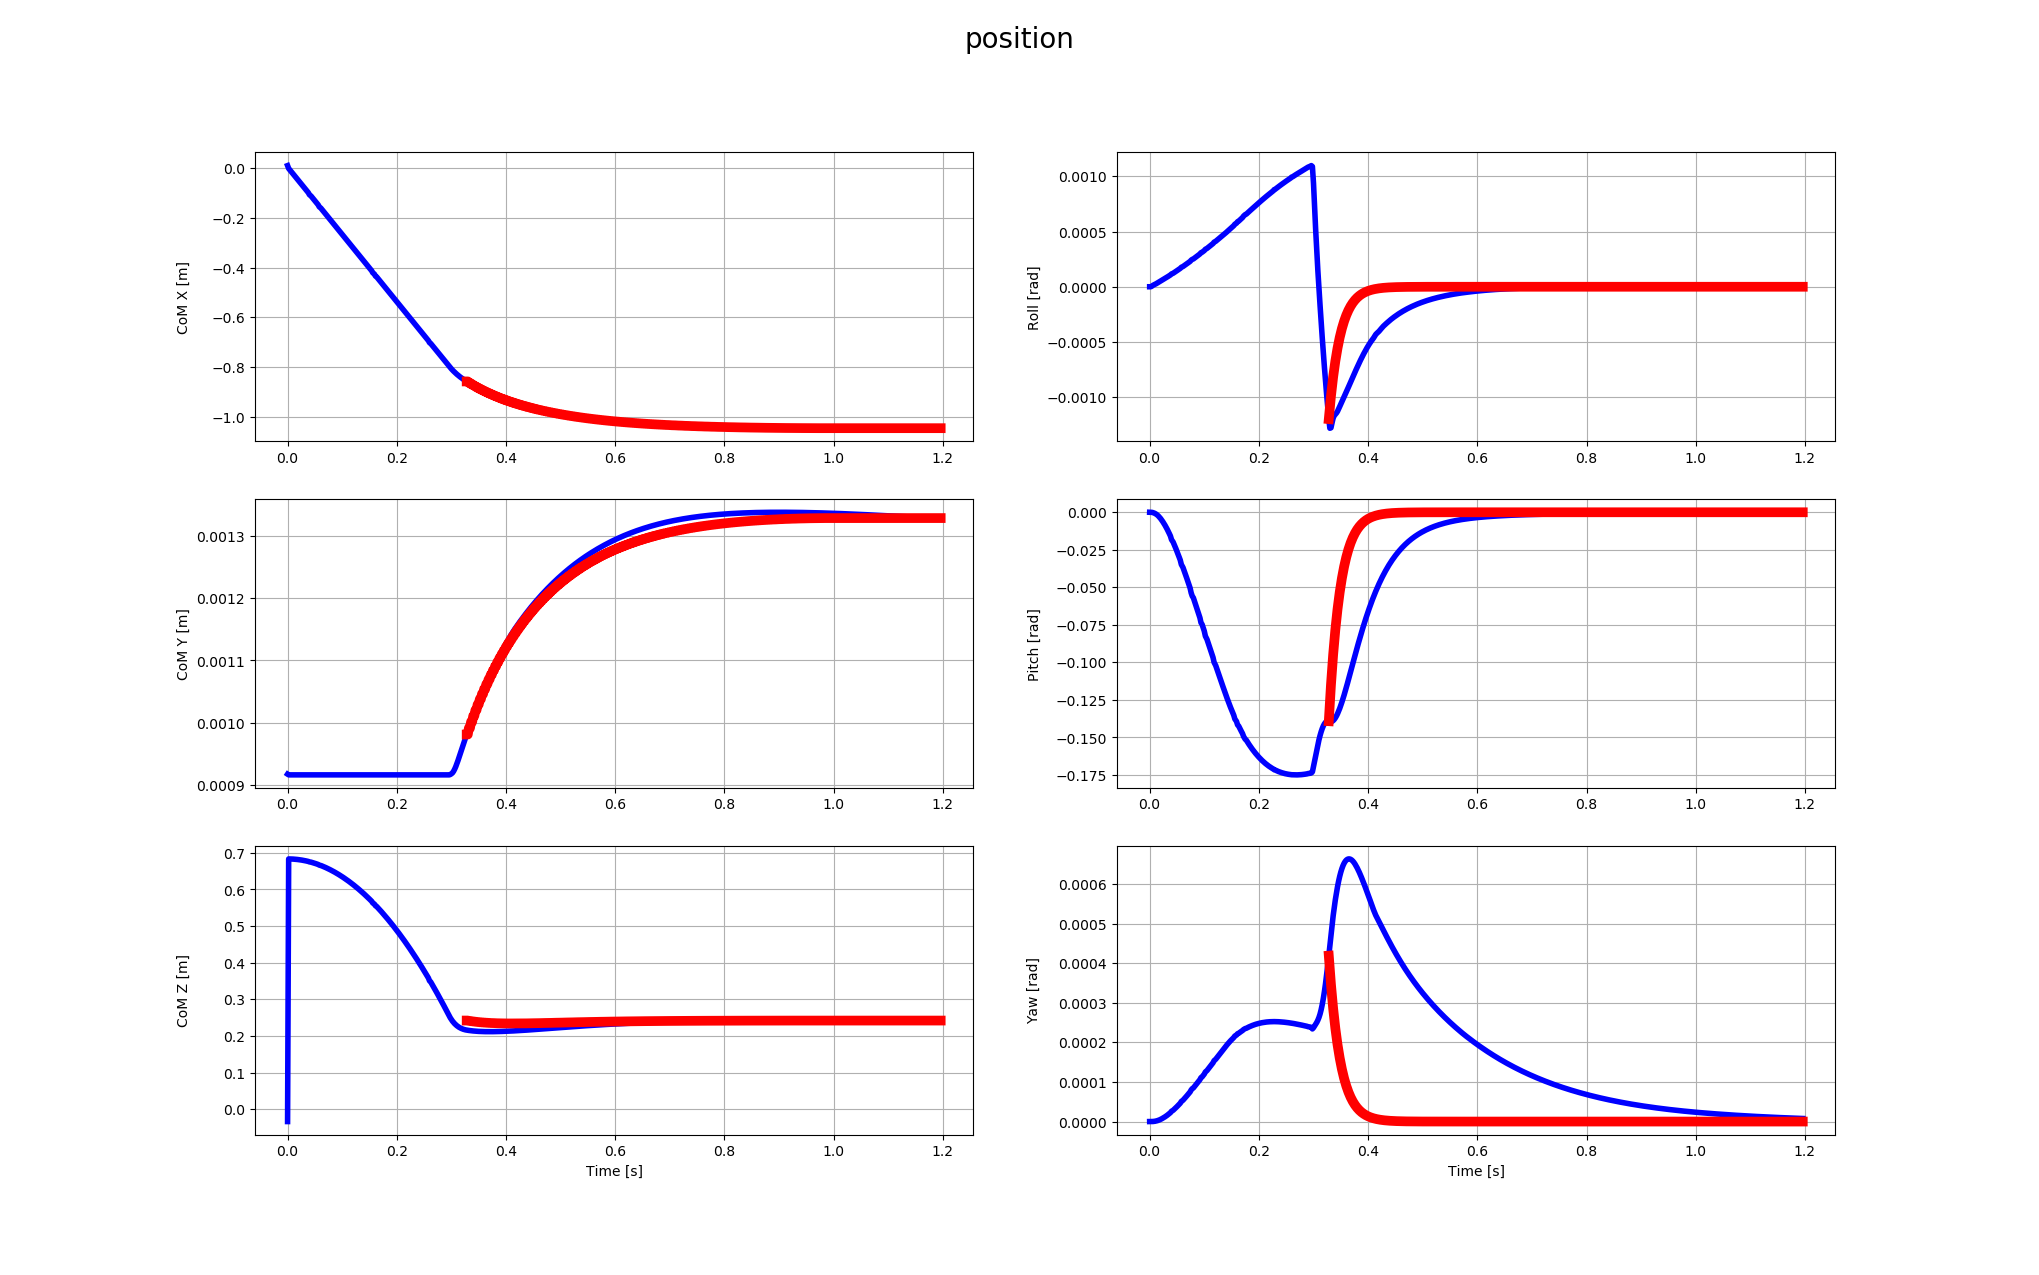 position
CoM X [m]
0.0
−0.2
−0.4
−0.6
−0.8
−1.0
0.0 0.2 0.4 0.6 0.8 1.0 1.2
Roll [rad]
0.0010
0.0005
0.0000
−0.0005
−0.0010
0.0 0.2 0.4 0.6 0.8 1.0 1.2
CoM Y [m]
0.0013
0.0012
0.0011
0.0010
0.0009
0.0 0.2 0.4 0.6 0.8 1.0 1.2
Pitch [rad]
0.000
−0.025
−0.050
−0.075
−0.100
−0.125
−0.150
−0.175
0.0 0.2 0.4 0.6 0.8 1.0 1.2
CoM Z [m]
0.7
0.6
0.5
0.4
0.3
0.2
0.1
0.0
0.0 0.2 0.4 0.6 0.8 1.0 1.2
Time [s]
Yaw [rad]
0.0006
0.0005
0.0004
0.0003
0.0002
0.0001
0.0000
0.0 0.2 0.4 0.6 0.8 1.0 1.2
Time [s]